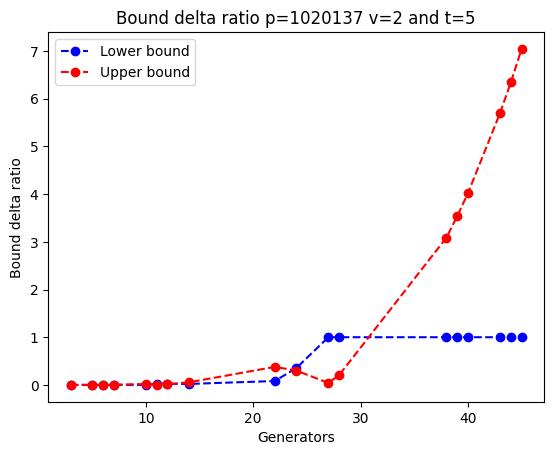 Bound delta ratio p=1020137 v=2 and t=5
Lower bound
Upper bound
Bound delta ratio
7
6
5
4
3
2
1
0
10
20
30
40
Generators